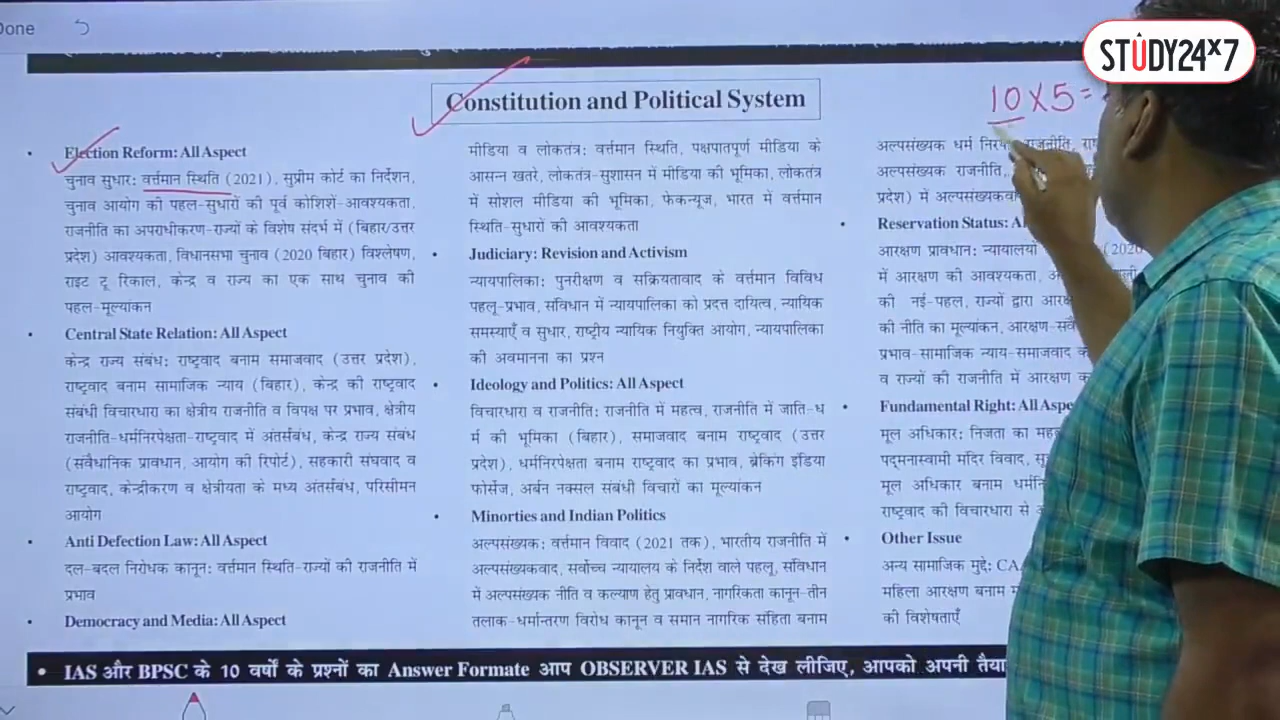 Done
STUDY24x7
Constitution and Political System
10 X 5 =
• Election Reform: All Aspect
चुनाव सुधार: वर्त्तमान स्थिति (2021), सुप्रीम कोर्ट का निर्देशन,
चुनाव आयोग की पहल-सुधारों की पूर्व कोशिशें-आवश्यकता,
राजनीति का अपराधीकरण-राज्यों के विशेष संदर्भ में (बिहार/उत्तर
प्रदेश) आवश्यकता, विधानसभा चुनाव (2020 बिहार) विश्लेषण,
राइट टू रिकाल, केन्द्र व राज्य का एक साथ चुनाव की
पहल-मूल्यांकन
• Central State Relation: All Aspect
केन्द्र राज्य संबंध: राष्ट्रवाद बनाम समाजवाद (उत्तर प्रदेश),
राष्ट्रवाद बनाम सामाजिक न्याय (बिहार), केन्द्र की राष्ट्रवाद
संबंधी विचारधारा का क्षेत्रीय राजनीति व विपक्ष पर प्रभाव, क्षेत्रीय
राजनीति-धर्मनिरपेक्षता-राष्ट्रवाद में अंतर्संबंध, केन्द्र राज्य संबंध
(संवैधानिक प्रावधान, आयोग की रिपोर्ट), सहकारी संघवाद व
राष्ट्रवाद, केन्द्रीकरण व क्षेत्रीयता के मध्य अंतर्संबंध, परिसीमन
आयोग
• Anti Defection Law: All Aspect
दल-बदल निरोधक कानून: वर्त्तमान स्थिति-राज्यों की राजनीति में
प्रभाव
• Democracy and Media: All Aspect
मीडिया व लोकतंत्र: वर्त्तमान स्थिति, पक्षपातपूर्ण मीडिया के
आसन्न खतरे, लोकतंत्र-सुशासन में मीडिया की भूमिका, लोकतंत्र
में सोशल मीडिया की भूमिका, फेकन्यूज, भारत में वर्त्तमान
स्थिति-सुधारों की आवश्यकता
• Judiciary: Revision and Activism
न्यायपालिका: पुनरीक्षण व सक्रियतावाद के वर्त्तमान विविध
पहलू-प्रभाव, संविधान में न्यायपालिका को प्रदत्त दायित्व, न्यायिक
समस्याएँ व सुधार, राष्ट्रीय न्यायिक नियुक्ति आयोग, न्यायपालिका
की अवमानना का प्रश्न
• Ideology and Politics: All Aspect
विचारधारा व राजनीति: राजनीति में महत्व, राजनीति में जाति-ध
र्म की भूमिका (बिहार), समाजवाद बनाम राष्ट्रवाद (उत्तर
प्रदेश), धर्मनिरपेक्षता बनाम राष्ट्रवाद का प्रभाव, ब्रेकिंग इंडिया
फोर्सेज, अर्बन नक्सल संबंधी विचारों का मूल्यांकन
• Minorties and Indian Politics
अल्पसंख्यक: वर्त्तमान विवाद (2021 तक), भारतीय राजनीति में
अल्पसंख्यकवाद, सर्वोच्च न्यायालय के निर्देश वाले पहलू, संविधान
में अल्पसंख्यक नीति व कल्याण हेतु प्रावधान, नागरिकता कानून-तीन
तलाक-धर्मान्तरण विरोध कानून व समान नागरिक संहिता बनाम
अल्पसंख्यक धर्म राजनीति,
अल्पसंख्यक राजनीति,
प्रदेश) में
• Reservation Status:
आरक्षण प्रावधान: न्यायालयों (2020
में आरक्षण की आवश्यकता,
की नई-पहल, राज्यों द्वारा
की नीति का मूल्यांकन,
प्रभाव-सामाजिक न्याय-समाजवाद
व राज्यों की राजनीति में आरक्षण
• Fundamental Right: All
मूल अधिकार: निजता का
पद्मनास्वामी मंदिर विवाद,
मूल अधिकार बनाम
राष्ट्रवाद की विचारधारा से
Other Issue
अन्य सामाजिक मुद्दे:
महिला आरक्षण बनाम
की विशेषताएँ
• IAS और BPSC के 10 वर्षों के प्रश्नों का Answer Formate आप OBSERVER IAS से देख लीजिए, आपको अपनी